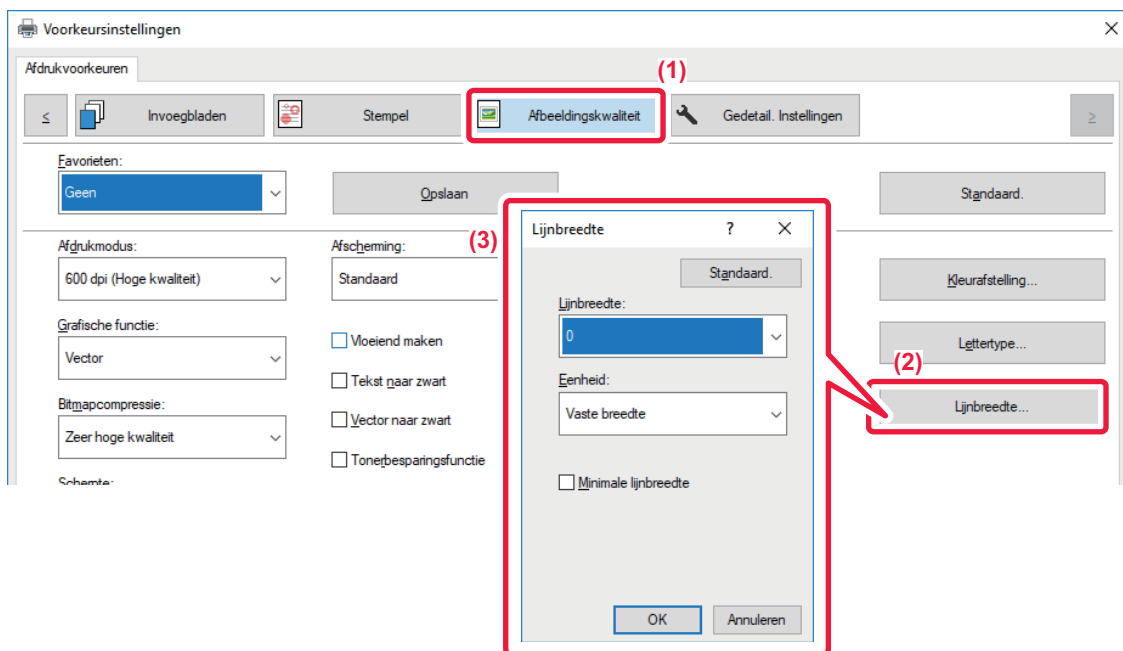 Voorkeursinstellingen
Afdrukvoorkeuren
(1)
< Invoegbladen Stempel Afbeeldingskwaliteit Gedetail. Instellingen >
Favorieten:
Geen Opslaan Standaard.
Afdrukmodus: Afscherming:
600 dpi (Hoge kwaliteit) Standaard Kleurafstelling...
Grafische functie:
Vector Vloeiend maken Lettertype...
Tekst naar zwart
Bitmapcompressie: Vector naar zwart
(2)
Lijnbreedte...
Zeer hoge kwaliteit
Tonerbesparingsfunctie
Scherpte:
(3)
Lijnbreedte ?
Standaard.
Lijnbreedte:
0
Eenheid:
Vaste breedte
Minimale lijnbreedte
OK Annuleren